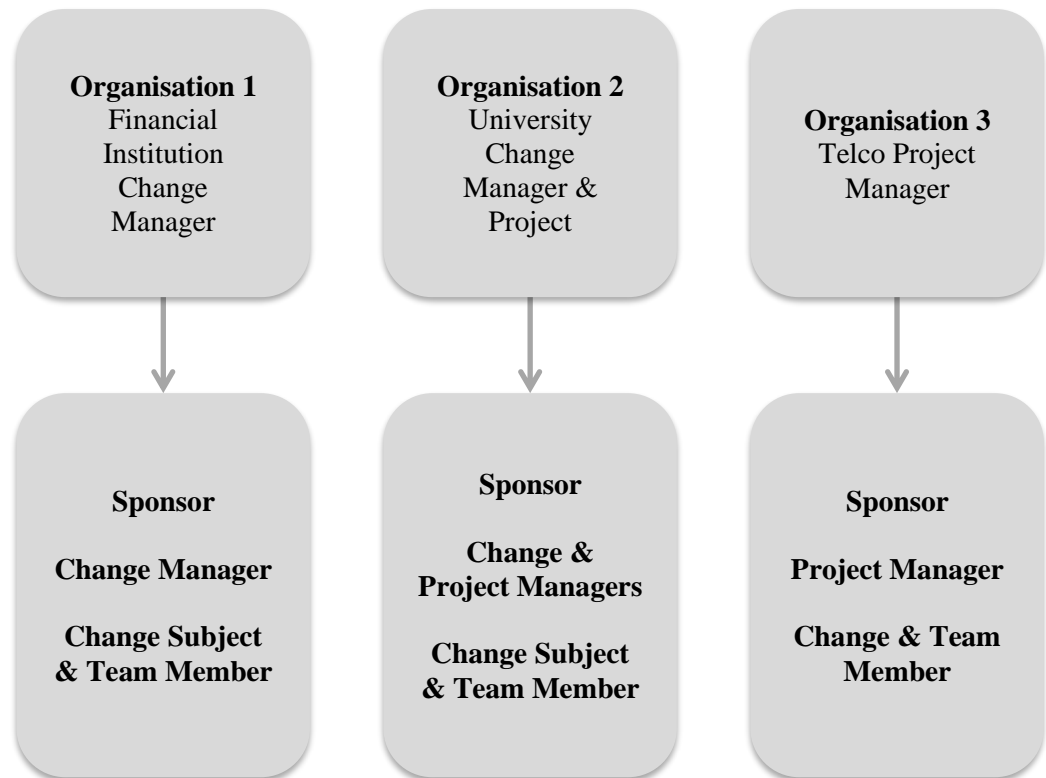 Organisation 1
Financial
Institution
Change
Manager
Organisation 2
University
Change
Manager &
Project
Organisation 3
Telco Project
Manager
Sponsor
Change Manager
Change Subject
& Team Member
Sponsor
Change &
Project Managers
Change Subject
& Team Member
Sponsor
Project Manager
Change & Team
Member